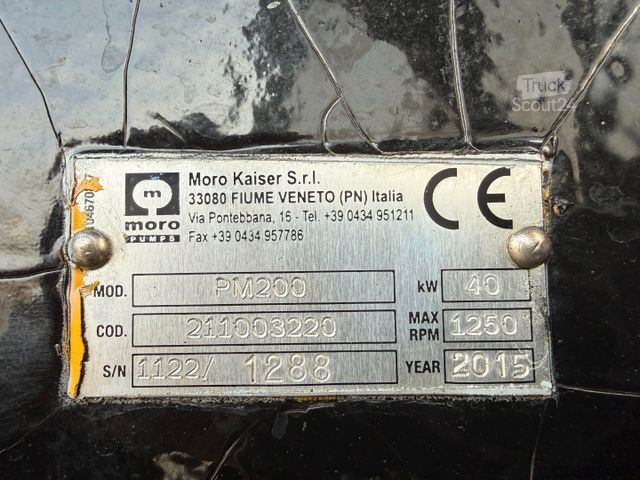 Truck
Scout24
m
moro
PUMPS
Moro Kaiser S.r.l.
33080 FIUME VENETO (PN) Italia
Via Pontebbana, 16 - Tel. +39 0434 951211
Fax +39 0434 957786
CE
MOD. PM200 kW 40
COD. 211003220 MAX RPM 1250
S/N 1122/ 1288 YEAR 2015